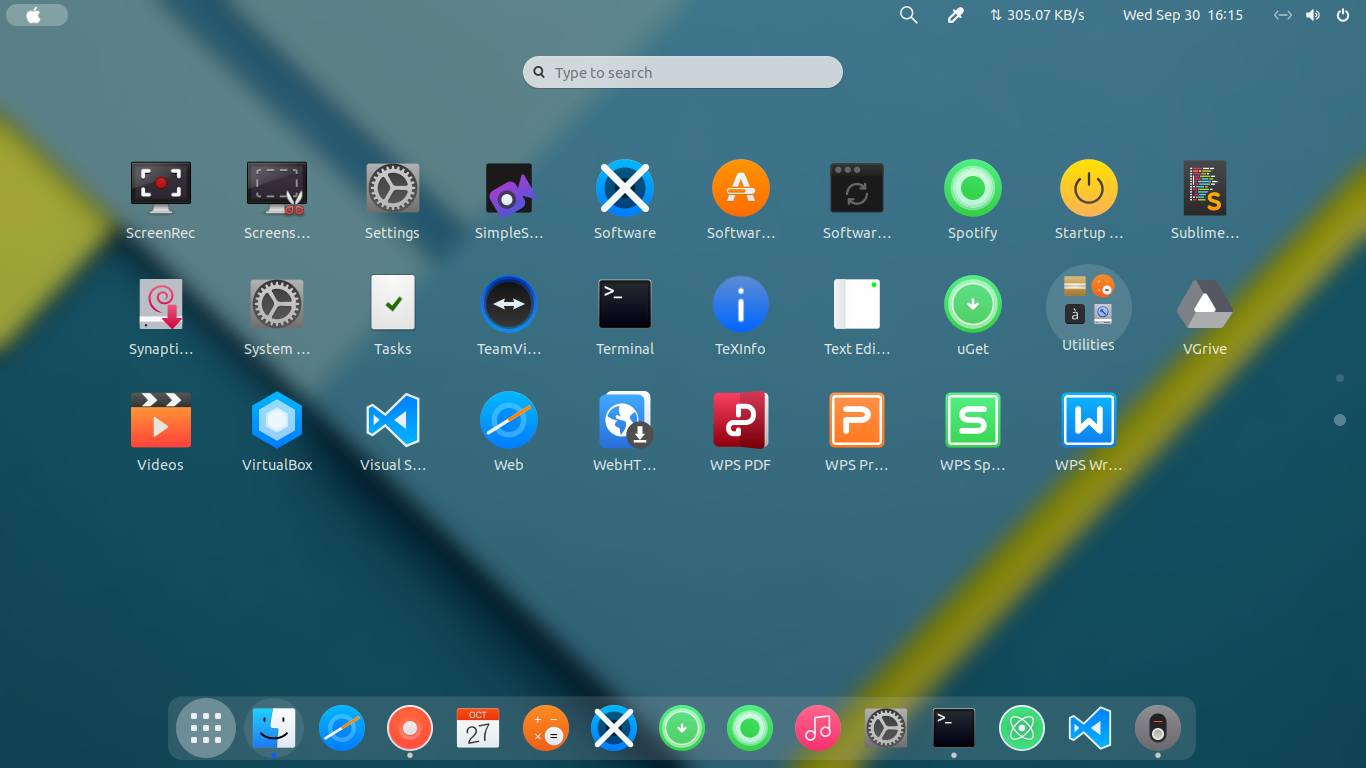 305.07 KB/s
Wed Sep 30 16:15
Type to search
ScreenRec
Screens...
Settings
SimpleS...
Software
Softwar...
Softwar...
Spotify
Startup ...
Sublime...
Synapti...
System ...
Tasks
TeamVi...
Terminal
TeXInfo
Text Edi...
uGet
Utilities
VGrive
Videos
VirtualBox
Visual S...
Web
WebHT...
WPS PDF
WPS Pr...
WPS Sp...
WPS Wr...
OCT
27